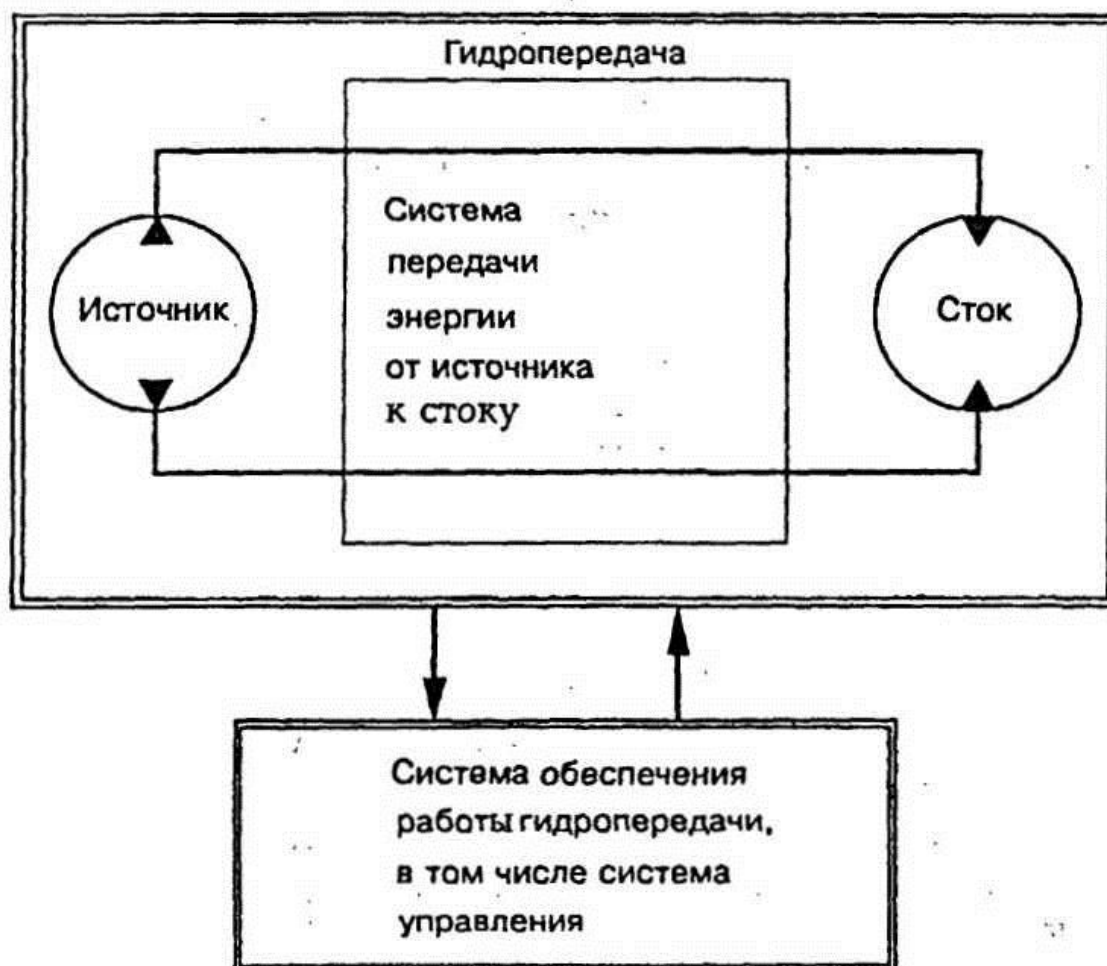 Гидропередача
Источник
Система
передачи
энергии
от источника
к стоку
Сток
Система обеспечения
работы гидропередачи,
в том числе система
управления